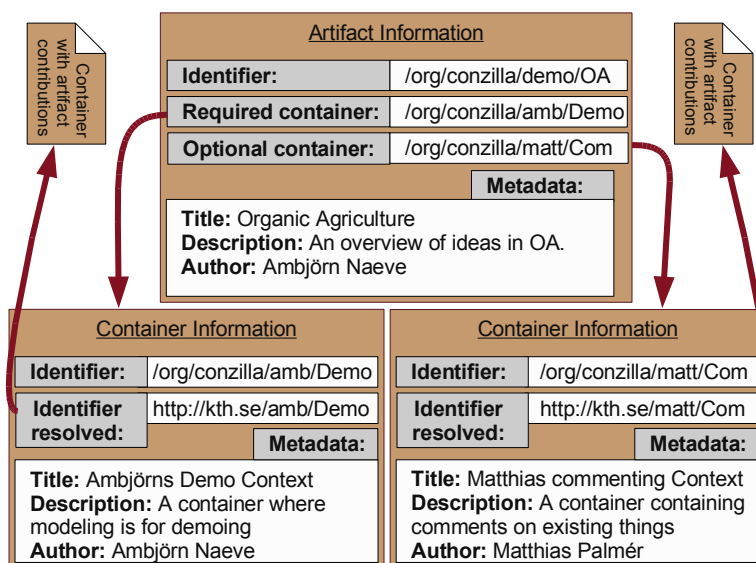 Artifact Information
Identifier: /org/conzilla/demo/OA
Required container: /org/conzilla/amb/Demo
Optional container: /org/conzilla/matt/Com
Metadata:
Title: Organic Agriculture
Description: An overview of ideas in OA.
Author: Ambjörn Naeve
Container
with artifact
contributions
Container
with artifact
contributions
Container Information
Identifier: /org/conzilla/amb/Demo
Identifier
resolved:
http://kth.se/amb/Demo
Metadata:
Title: Ambjörns Demo Context
Description: A container where
modeling is for demoing
Author: Ambjörn Naeve
Container Information
Identifier: /org/conzilla/matt/Com
Identifier
resolved:
http://kth.se/matt/Com
Metadata:
Title: Matthias commenting Context
Description: A container containing
comments on existing things
Author: Matthias Palmér